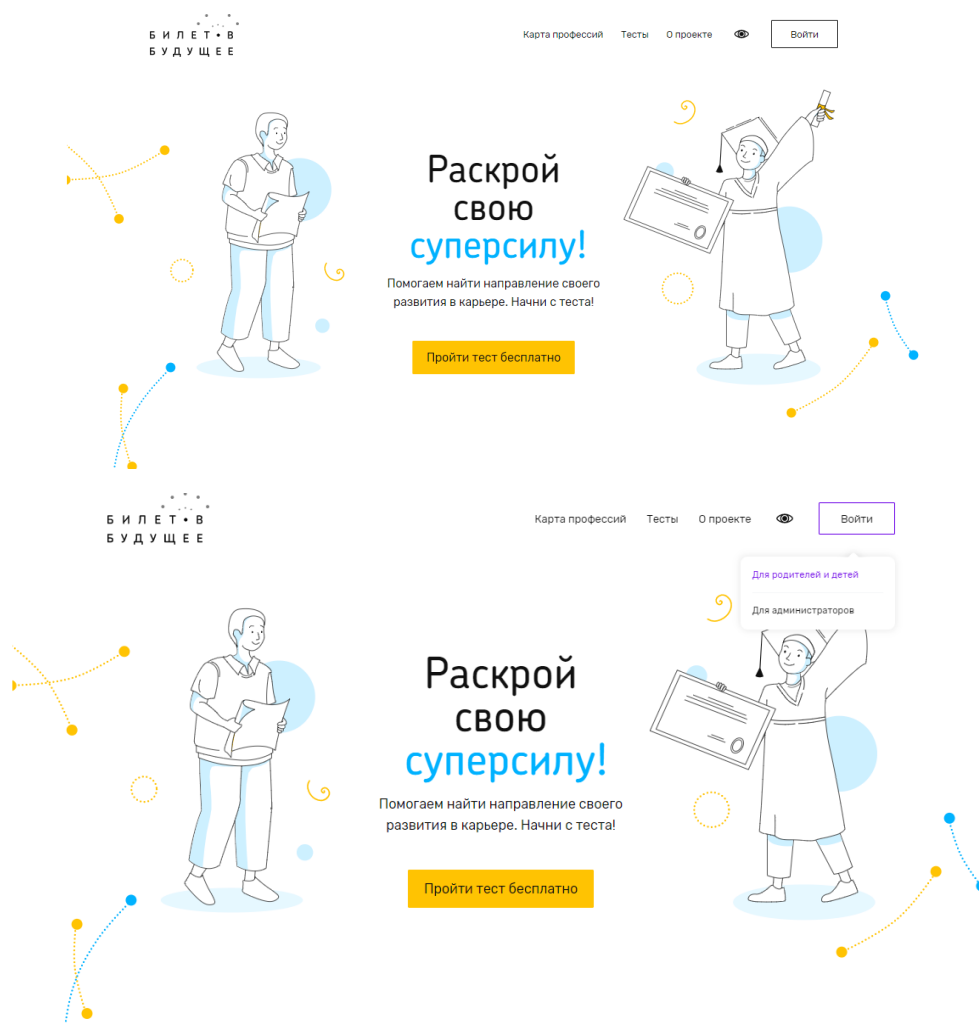 БИЛЕТ•В
БУДУЩЕЕ
Карта профессий Тесты О проекте Войти
Раскрой
свою
суперсилу!
Помогаем найти направление своего
развития в карьере. Начни с теста!
Пройти тест бесплатно
БИЛЕТ•В
БУДУЩЕЕ
Карта профессий Тесты О проекте Войти
Для родителей и детей
Для администраторов
Раскрой
свою
суперсилу!
Помогаем найти направление своего
развития в карьере. Начни с теста!
Пройти тест бесплатно